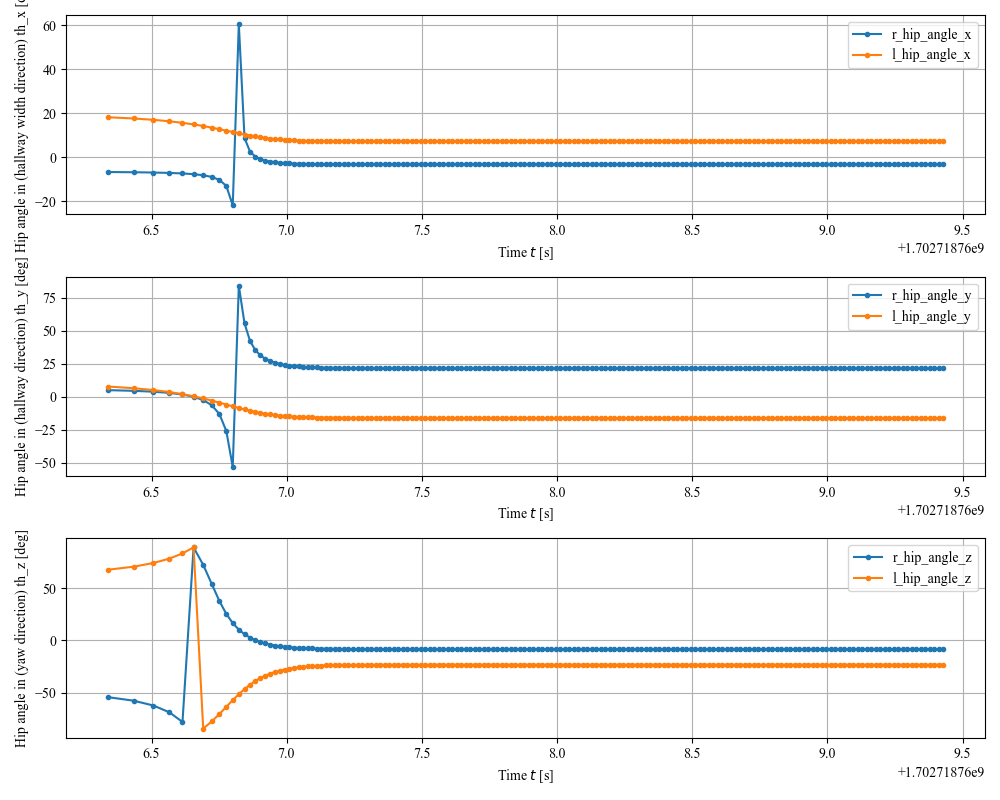 Hip angle in (hallway width direction) th_x [d
60
40
20
0
−20
r_hip_angle_x
l_hip_angle_x
6.5 7.0 7.5 8.0 8.5 9.0 9.5
Time t [s]
+1.70271876e9
Hip angle in (hallway direction) th_y [deg]
75
50
25
0
−25
−50
r_hip_angle_y
l_hip_angle_y
6.5 7.0 7.5 8.0 8.5 9.0 9.5
Time t [s]
+1.70271876e9
Hip angle in (yaw direction) th_z [deg]
50
0
−50
r_hip_angle_z
l_hip_angle_z
6.5 7.0 7.5 8.0 8.5 9.0 9.5
Time t [s]
+1.70271876e9